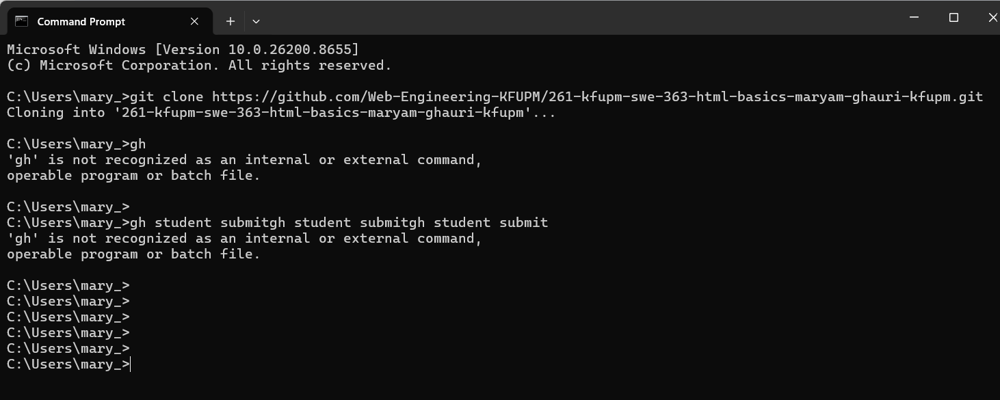 Command Prompt
Microsoft Windows [Version 10.0.26200.8655]
(c) Microsoft Corporation. All rights reserved.
C:\Users\mary_>git clone https://github.com/Web-Engineering-KFUPM/261-kfupm-swe-363-html-basics-maryam-ghauri-kfupm.git
Cloning into '261-kfupm-swe-363-html-basics-maryam-ghauri-kfupm'...
C:\Users\mary_>gh
'gh' is not recognized as an internal or external command,
operable program or batch file.
C:\Users\mary_>
C:\Users\mary_>gh student submitgh student submitgh student submit
'gh' is not recognized as an internal or external command,
operable program or batch file.
C:\Users\mary_>
C:\Users\mary_>
C:\Users\mary_>
C:\Users\mary_>
C:\Users\mary_>
C:\Users\mary_>